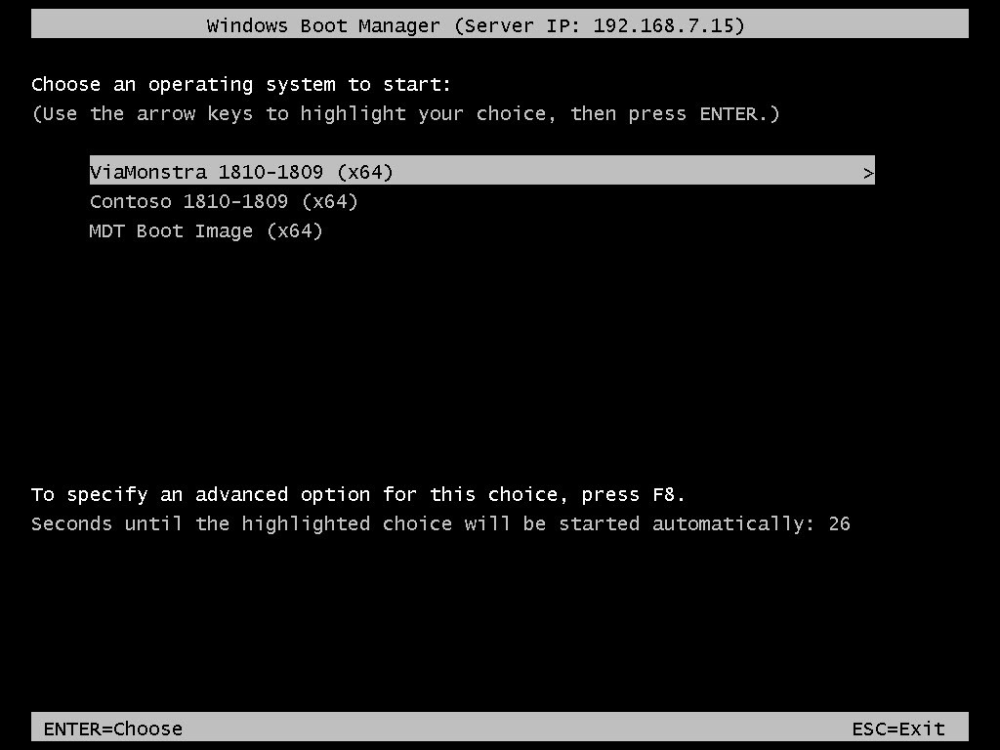 Windows Boot Manager (Server IP: 192.168.7.15)
Choose an operating system to start:
(Use the arrow keys to highlight your choice, then press ENTER.)
ViaMonstra 1810-1809 (x64) >
Contoso 1810-1809 (x64)
MDT Boot Image (x64)
To specify an advanced option for this choice, press F8.
Seconds until the highlighted choice will be started automatically: 26
ENTER=Choose ESC=Exit